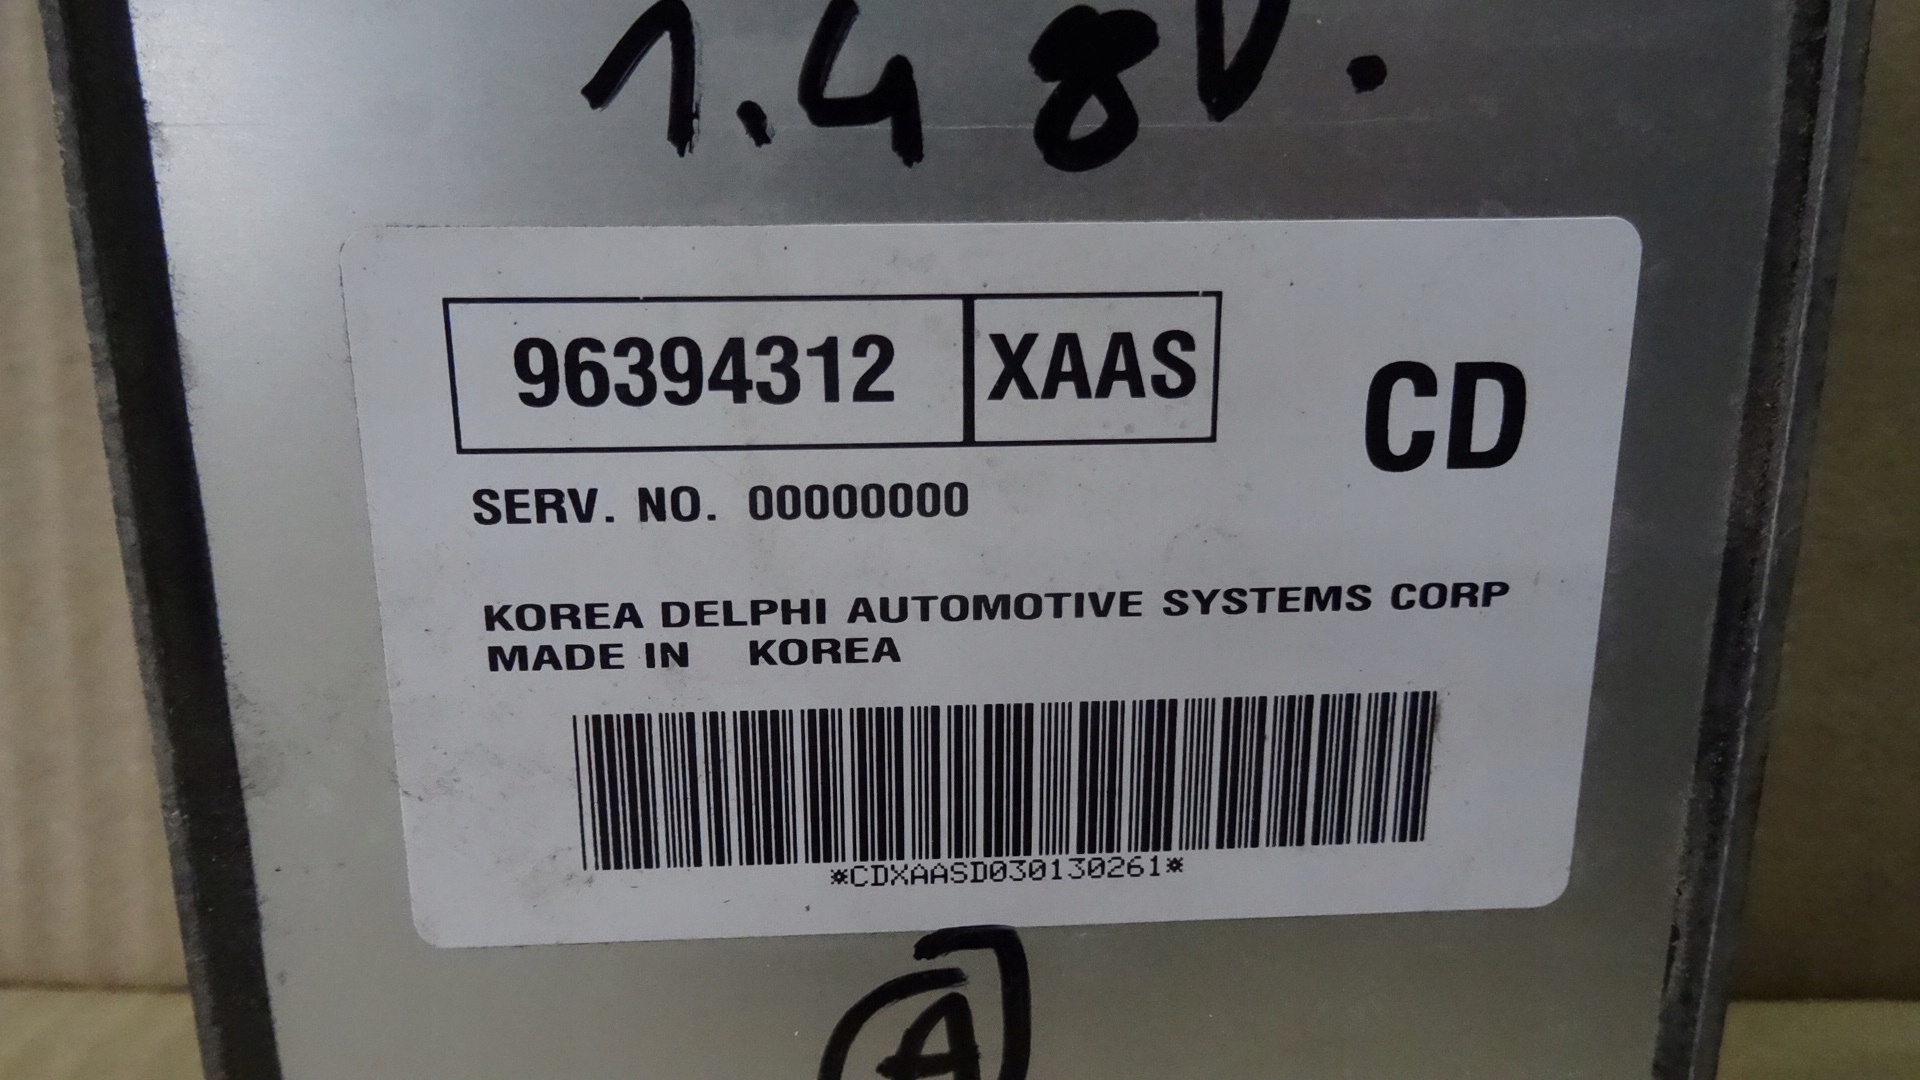 1.4 8V.
96394312 XAAS
CD
SERV. NO. 00000000
KOREA DELPHI AUTOMOTIVE SYSTEMS CORP
MADE IN KOREA
*CDXAASD030130261*
A